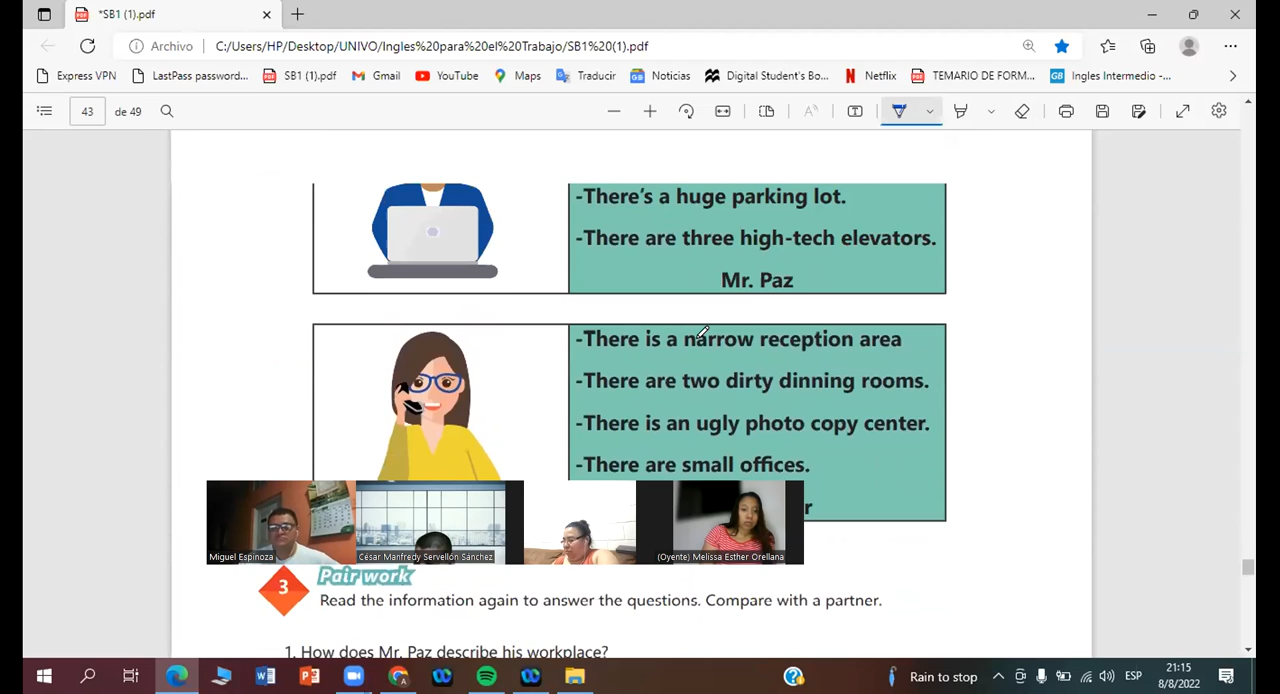 *SB1 (1).pdf
Archivo
C:/Users/HP/Desktop/UNIVO/Ingles%20para%20el%20Trabajo/SB1%20(1).pdf
Express VPN
LastPass password...
SB1 (1).pdf
Gmail
YouTube
Maps
Traducir
Noticias
Digital Student's Bo...
Netflix
TEMARIO DE FORM...
GB
Ingles Intermedio -...
43
de 49
-There's a huge parking lot.
-There are three high-tech elevators.
Mr. Paz
-There is a narrow reception area
-There are two dirty dinning rooms.
-There is an ugly photo copy center.
-There are small offices.
r
Miguel Espinoza
César Manfredy Servellón Sánchez
(Oyente) Melissa Esther Orellana
3
Pair work
Read the information again to answer the questions. Compare with a partner.
1. How does Mr. Paz describe his workplace?
Rain to stop
ESP
21:15
8/8/2022